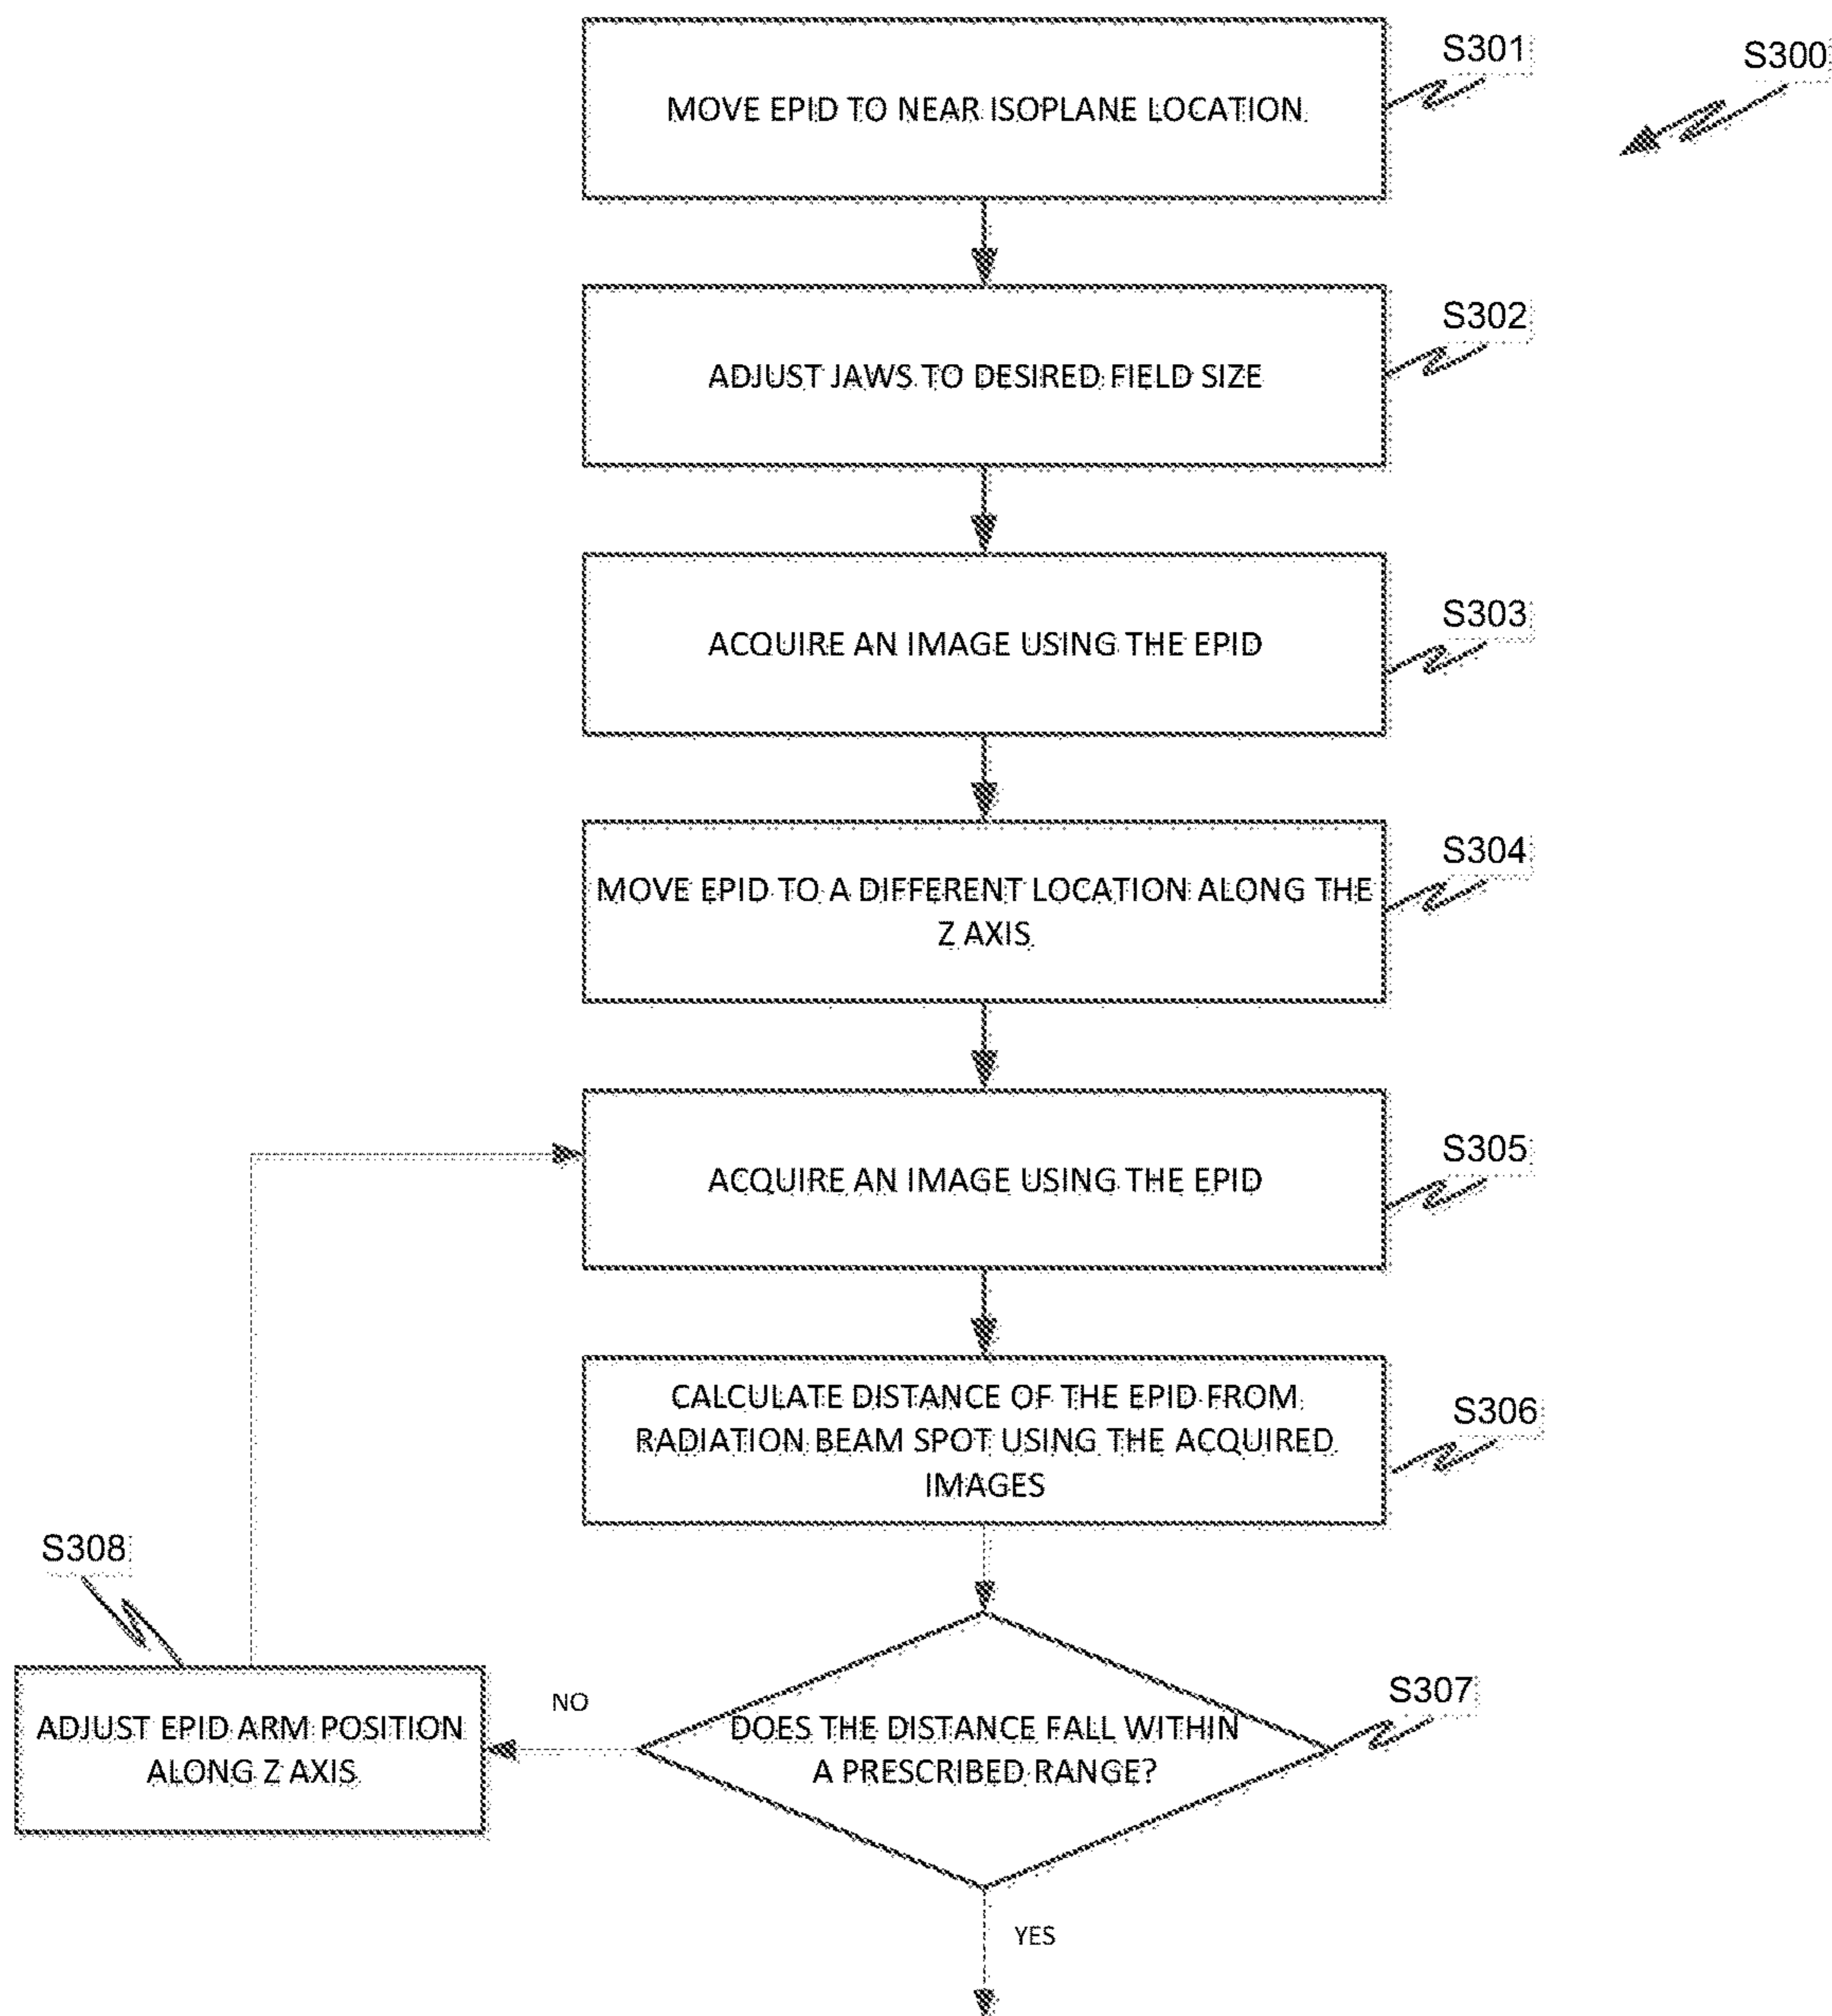 S301
S300
MOVE EPID TO NEAR ISOPLANE LOCATION
S302
ADJUST JAWS TO DESIRED FIELD SIZE
S303
ACQUIRE AN IMAGE USING THE EPID
S304
MOVE EPID TO A DIFFERENT LOCATION ALONG THE
Z AXIS
S305
ACQUIRE AN IMAGE USING THE EPID
CALCULATE DISTANCE OF THE EPID FROM
RADIATION BEAM SPOT USING THE ACQUIRED
IMAGES
S306
S308
ADJUST EPID ARM POSITION
ALONG Z AXIS
NO
DOES THE DISTANCE FALL WITHIN
A PRESCRIBED RANGE?
S307
YES